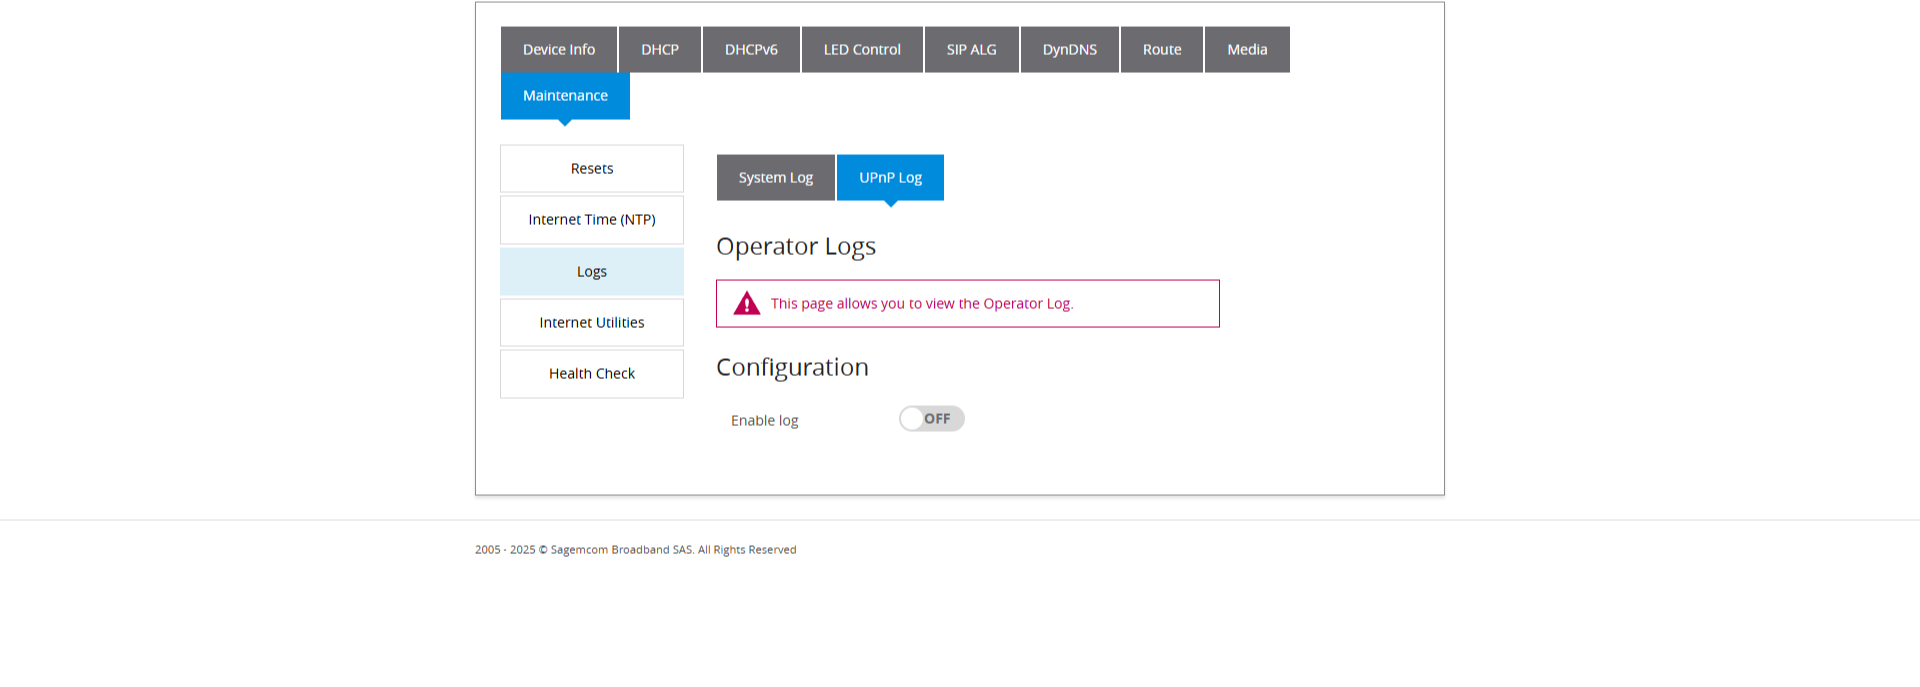 Device Info DHCP DHCPv6 LED Control SIP ALG DynDNS Route Media
Maintenance
Resets
Internet Time (NTP)
Logs
Internet Utilities
Health Check
System Log UPnP Log
Operator Logs
This page allows you to view the Operator Log.
Configuration
Enable log OFF
2005 - 2025 © Sagemcom Broadband SAS. All Rights Reserved